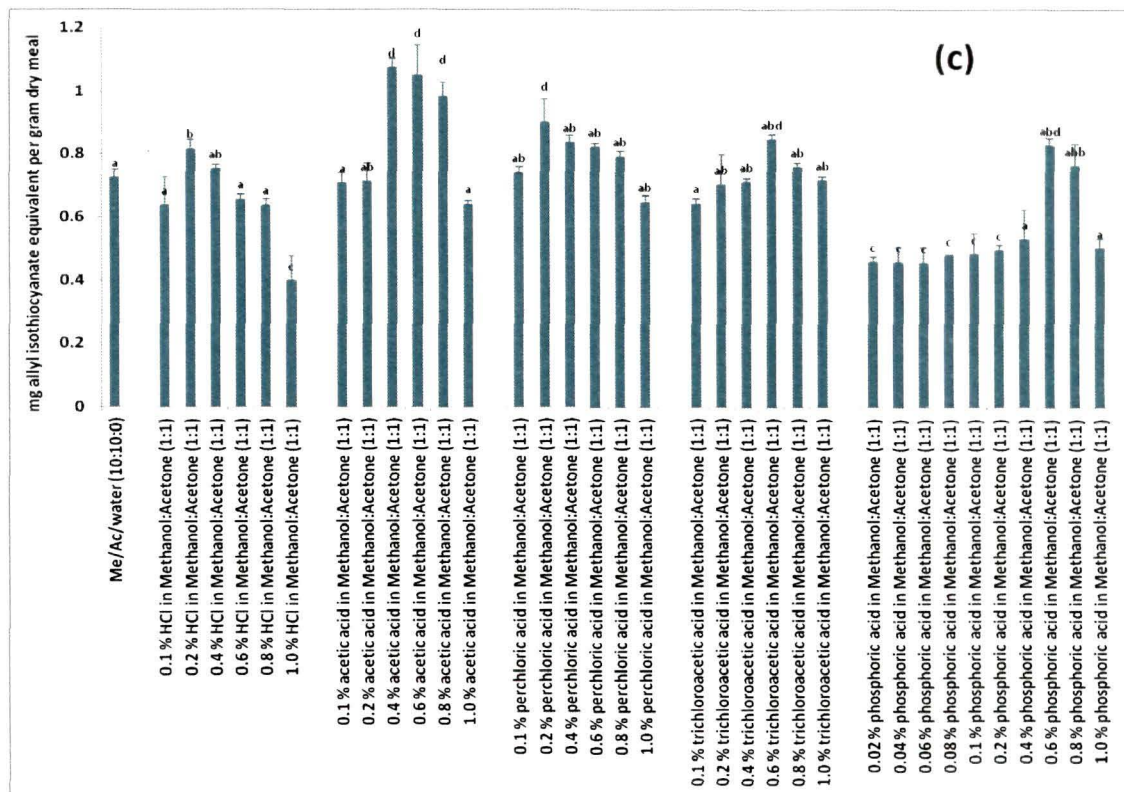 (c)
mg allyl isothiocyanate equivalent per gram dry meal
1.2
1
0.8
0.6
0.4
0.2
0
a
a
b
ab
a
a
c
a
ab
d
d
d
a
ab
d
ab
ab
ab
ab
a
ab
ab
abd
ab
ab
c
c
c
c
c
c
a
abd
abb
a
Me/Ac/water (10:10:0)
0.1 % HCl in Methanol:Acetone (1:1)
0.2 % HCl in Methanol:Acetone (1:1)
0.4 % HCl in Methanol:Acetone (1:1)
0.6 % HCl in Methanol:Acetone (1:1)
0.8 % HCl in Methanol:Acetone (1:1)
1.0 % HCl in Methanol:Acetone (1:1)
0.1 % acetic acid in Methanol:Acetone (1:1)
0.2 % acetic acid in Methanol:Acetone (1:1)
0.4 % acetic acid in Methanol:Acetone (1:1)
0.6 % acetic acid in Methanol:Acetone (1:1)
0.8 % acetic acid in Methanol:Acetone (1:1)
1.0 % acetic acid in Methanol:Acetone (1:1)
0.1 % perchloric acid in Methanol:Acetone (1:1)
0.2 % perchloric acid in Methanol:Acetone (1:1)
0.4 % perchloric acid in Methanol:Acetone (1:1)
0.6 % perchloric acid in Methanol:Acetone (1:1)
0.8 % perchloric acid in Methanol:Acetone (1:1)
1.0 % perchloric acid in Methanol:Acetone (1:1)
0.1 % trichloroacetic acid in Methanol:Acetone (1:1)
0.2 % trichloroacetic acid in Methanol:Acetone (1:1)
0.4 % trichloroacetic acid in Methanol:Acetone (1:1)
0.6 % trichloroacetic acid in Methanol:Acetone (1:1)
0.8 % trichloroacetic acid in Methanol:Acetone (1:1)
1.0 % trichloroacetic acid in Methanol:Acetone (1:1)
0.02 % phosphoric acid in Methanol:Acetone (1:1)
0.04 % phosphoric acid in Methanol:Acetone (1:1)
0.06 % phosphoric acid in Methanol:Acetone (1:1)
0.08 % phosphoric acid in Methanol:Acetone (1:1)
0.1 % phosphoric acid in Methanol:Acetone (1:1)
0.2 % phosphoric acid in Methanol:Acetone (1:1)
0.4 % phosphoric acid in Methanol:Acetone (1:1)
0.6 % phosphoric acid in Methanol:Acetone (1:1)
0.8 % phosphoric acid in Methanol:Acetone (1:1)
1.0 % phosphoric acid in Methanol:Acetone (1:1)